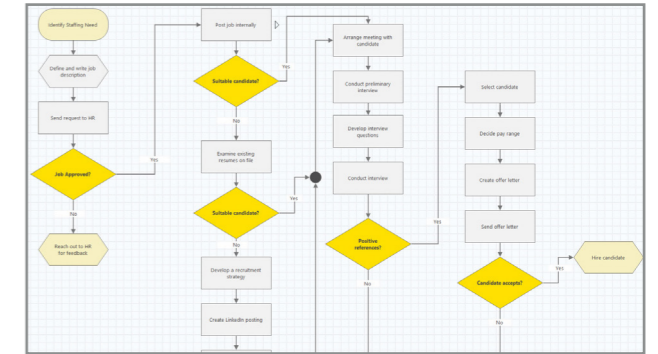 Identify Staffing Need
Define and write job
description
Send request to HR
Job Approved?
Yes
No
Reach out to HR
for feedback
Post job internally
Suitable candidate?
Yes
No
Examine existing
resumes on file
Suitable candidate?
Yes
No
Develop a recruitment
strategy
Create LinkedIn posting
Arrange meeting with
candidate
Conduct preliminary
interview
Develop interview
questions
Conduct interview
Positive
references?
Yes
No
Select candidate
Decide pay range
Create offer letter
Send offer letter
Candidate accepts?
Yes
No
Hire candidate